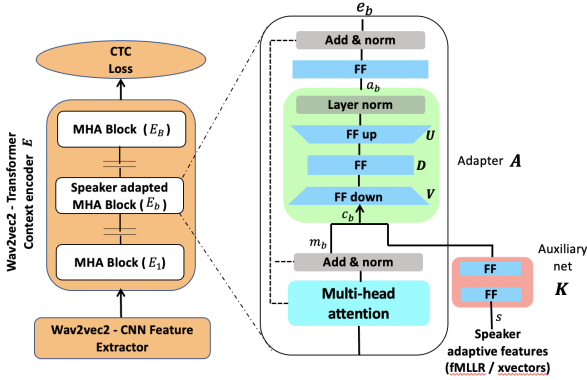 CTC
Loss
Wav2vec2 - Transformer
Context encoder E
MHA Block (E_B)
Speaker adapted
MHA Block (E_b)
MHA Block (E_1)
Wav2vec2 - CNN Feature
Extractor
e_b
Add & norm
FF
a_b
Layer norm
FF up U
FF D
FF down V
c_b
Adapter A
m_b
Add & norm
Multi-head
attention
Auxiliary
net
K
FF
FF
s
Speaker
adaptive features
(fMLLR / xvectors)